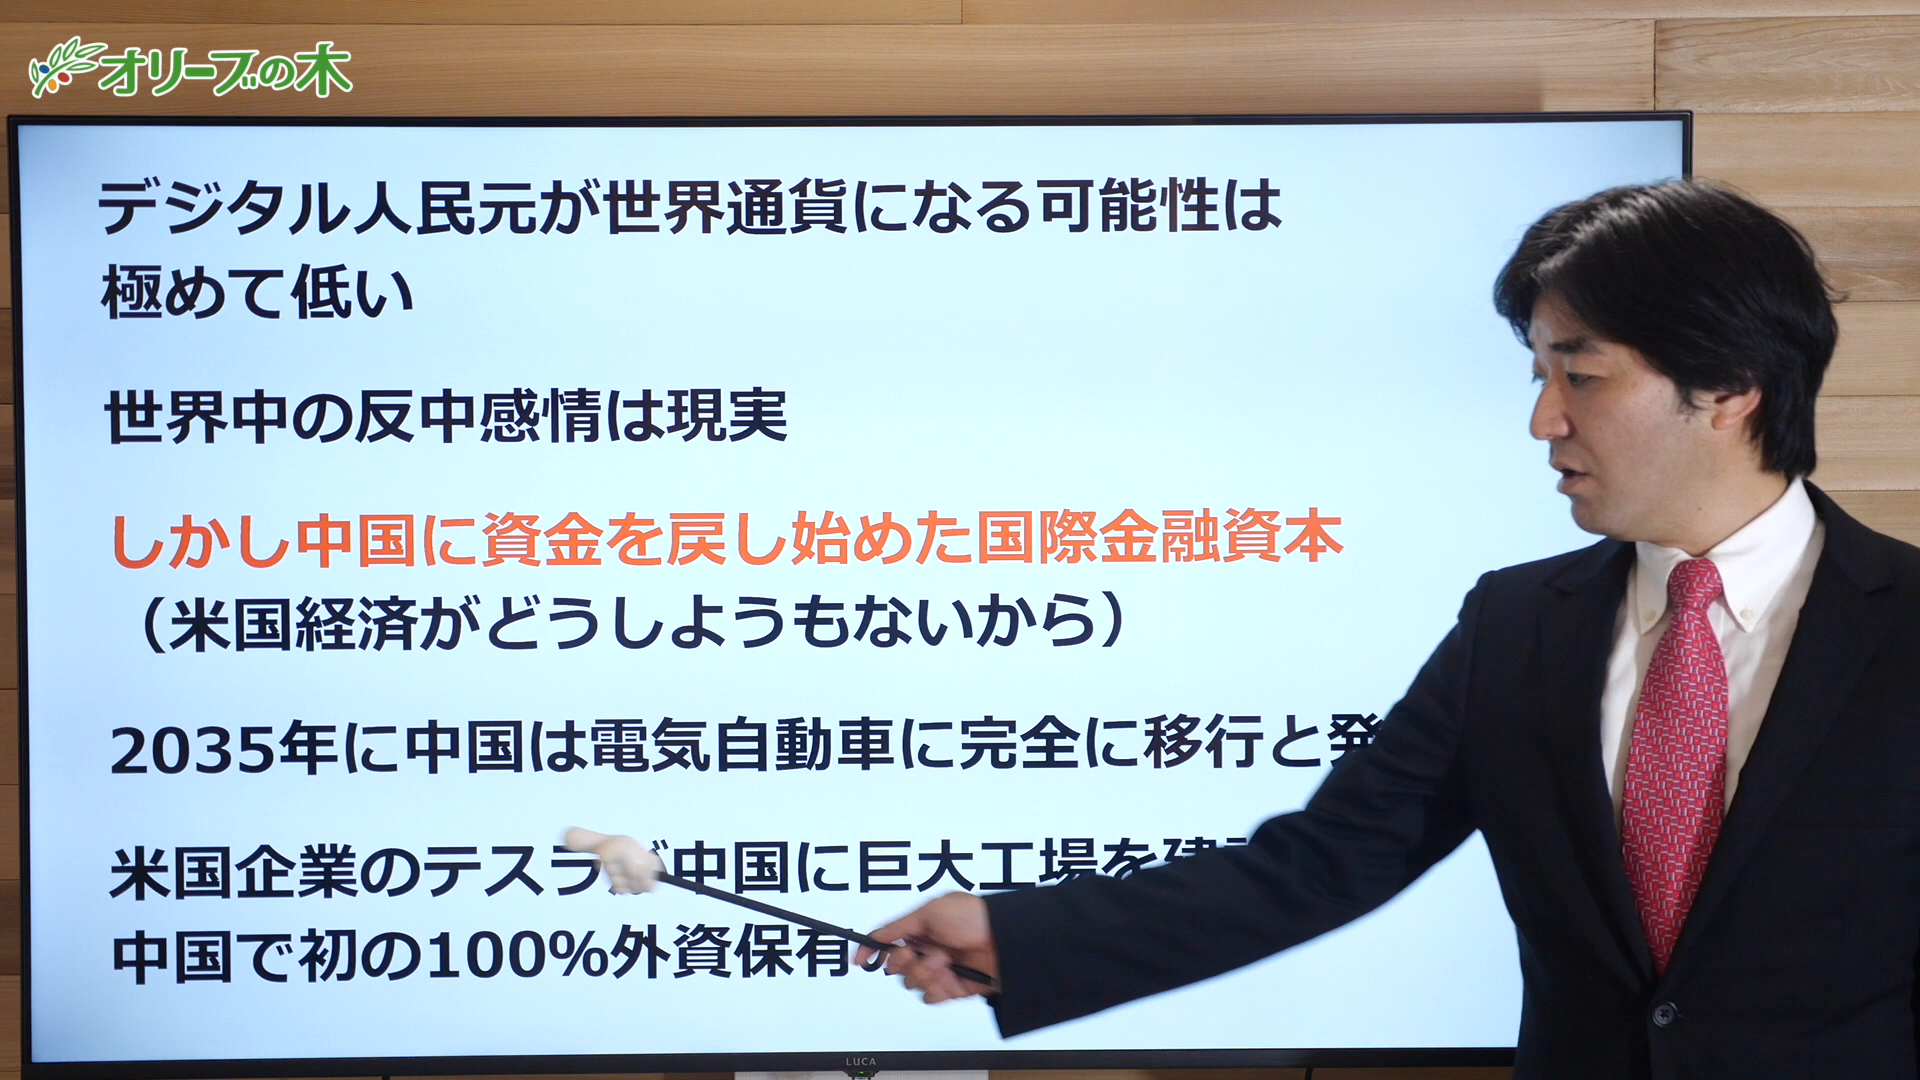 オリーブの木
デジタル人民元が世界通貨になる可能性は
極めて低い
世界中の反中感情は現実
しかし中国に資金を戻し始めた国際金融資本
（米国経済がどうしようもないから）
2035年に中国は電気自動車に完全に移行と発
米国企業のテスラが中国に巨大工場を建
中国で初の100%外資保有の
LUCA